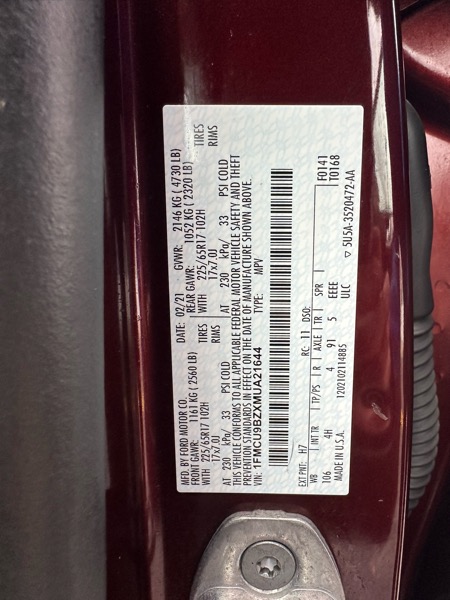 MFD. BY FORD MOTOR CO.
DATE: 02/21 GVWR: 2146 KG ( 4730 LB)
FRONT GAWR: 1161 KG ( 2560 LB) REAR GAWR: 1052 KG ( 2320 LB)
WITH 225/65R17 102H TIRES WITH 225/65R17 102H TIRES
17x7.0J RIMS 17x7.0J RIMS
AT 230 kPa/ 33 PSI COLD AT 230 kPa/ 33 PSI COLD
THIS VEHICLE CONFORMS TO ALL APPLICABLE FEDERAL MOTOR VEHICLE SAFETY AND THEFT
PREVENTION STANDARDS IN EFFECT ON THE DATE OF MANUFACTURE SHOWN ABOVE.
VIN: 1FMCU9BZXMUA21644 TYPE: MPV
F0141
T0168
EXT PNT: H7 RC: 11 DSO:
WB INT TR TP/PS R AXLE TR SPR
106 4H 4 91 5 EEEE
MADE IN U.S.A. 1202102114885 ULC
▽ 5U5A-3520472-AA